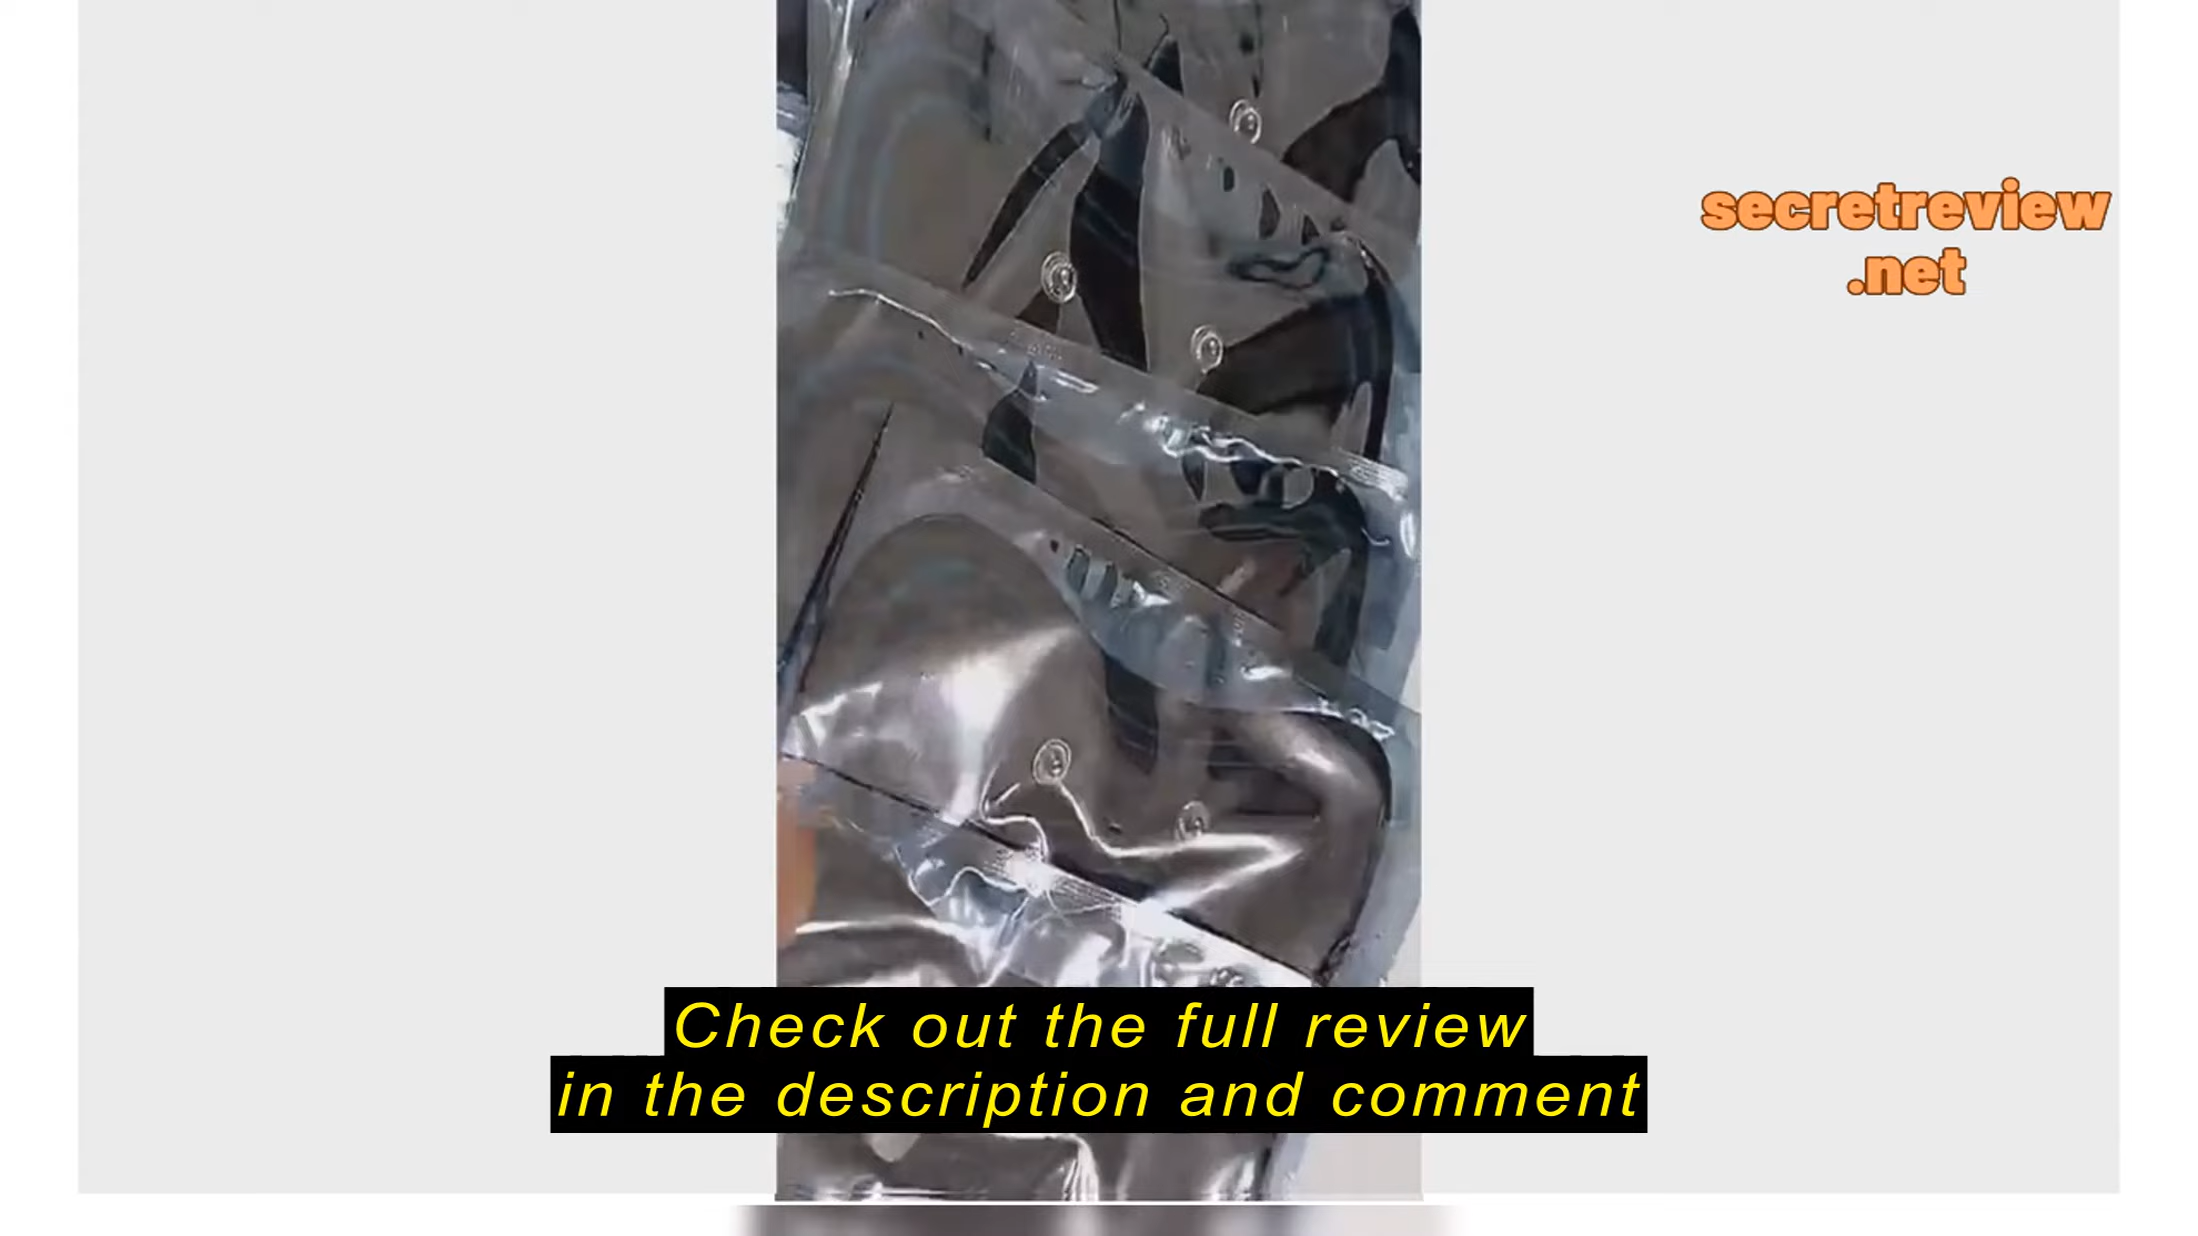 secretreview
.net
Check out the full review
in the description and comment